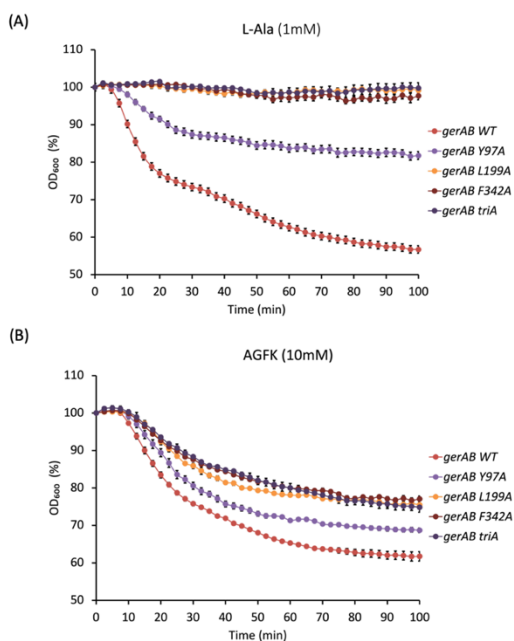 (A)
L-Ala (1mM)
110
100
90
80
70
60
50
OD600 (%)
0 10 20 30 40 50 60 70 80 90 100
Time (min)
gerAB WT
gerAB Y97A
gerAB L199A
gerAB F342A
gerAB triA
(B)
AGFK (10mM)
110
100
90
80
70
60
50
OD600 (%)
0 10 20 30 40 50 60 70 80 90 100
Time (min)
gerAB WT
gerAB Y97A
gerAB L199A
gerAB F342A
gerAB triA